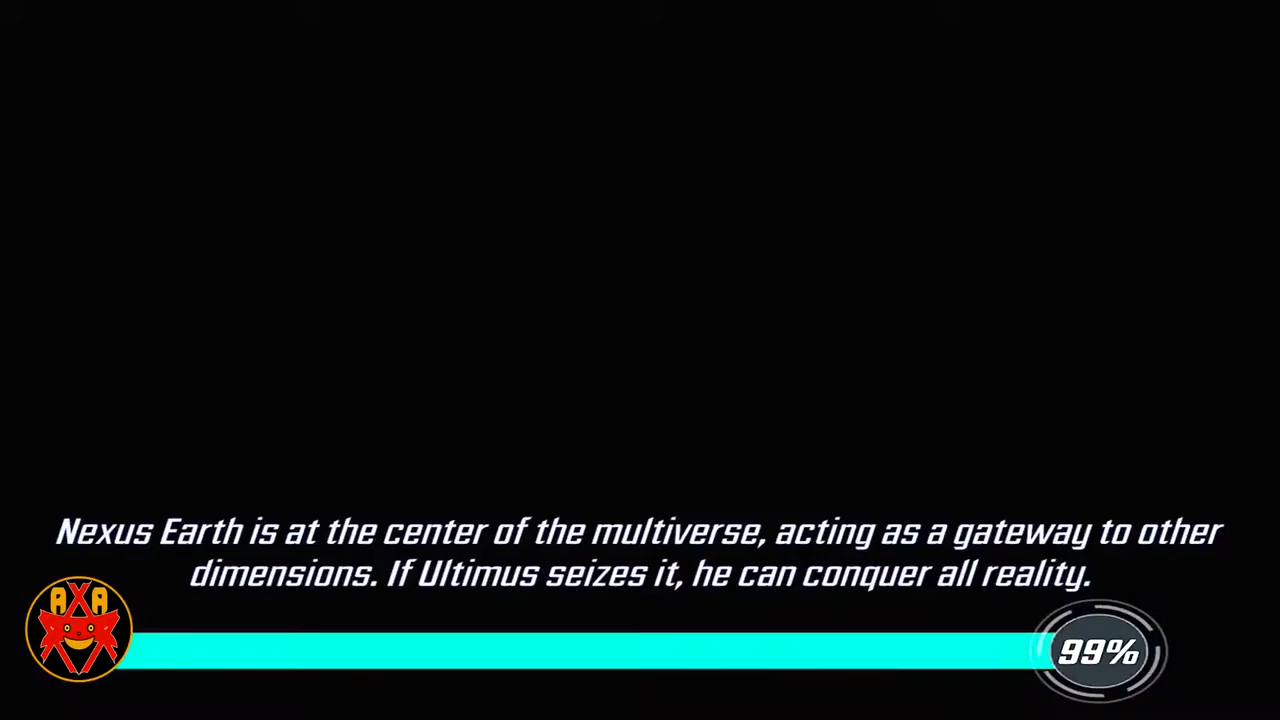 Nexus Earth is at the center of the multiverse, acting as a gateway to other
dimensions. If Ultimus seizes it, he can conquer all reality.
AXA
99%